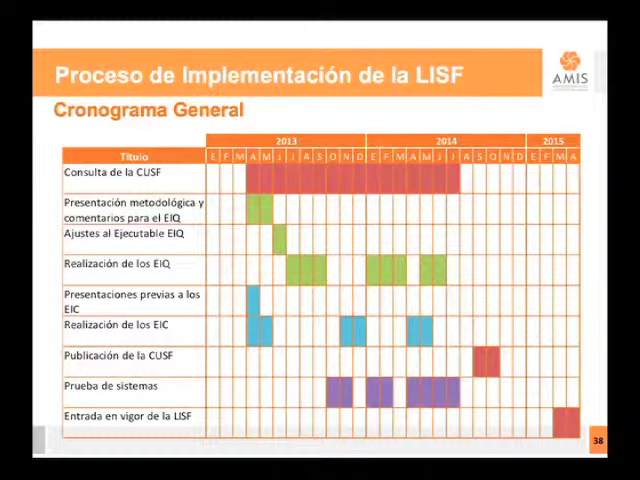 Proceso de Implementación de la LISF
AMIS
Cronograma General
2013 2014 2015
Título E F M A M J J A S O N D E F M A M J J A S O N D E F M A
Consulta de la CUSF
Presentación metodológica y
comentarios para el EIQ
Ajustes al Ejecutable EIQ
Realización de los EIQ
Presentaciones previas a los
EIC
Realización de los EIC
Publicación de la CUSF
Prueba de sistemas
Entrada en vigor de la LISF
38